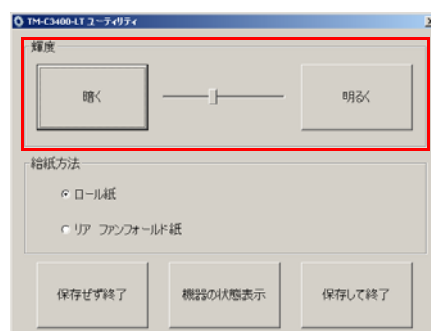 TM-C3400-LT ユーティリティ
輝度
暗く
明るく
給紙方法
ロール紙
リア ファンフォールド紙
保存せず終了
機器の状態表示
保存して終了